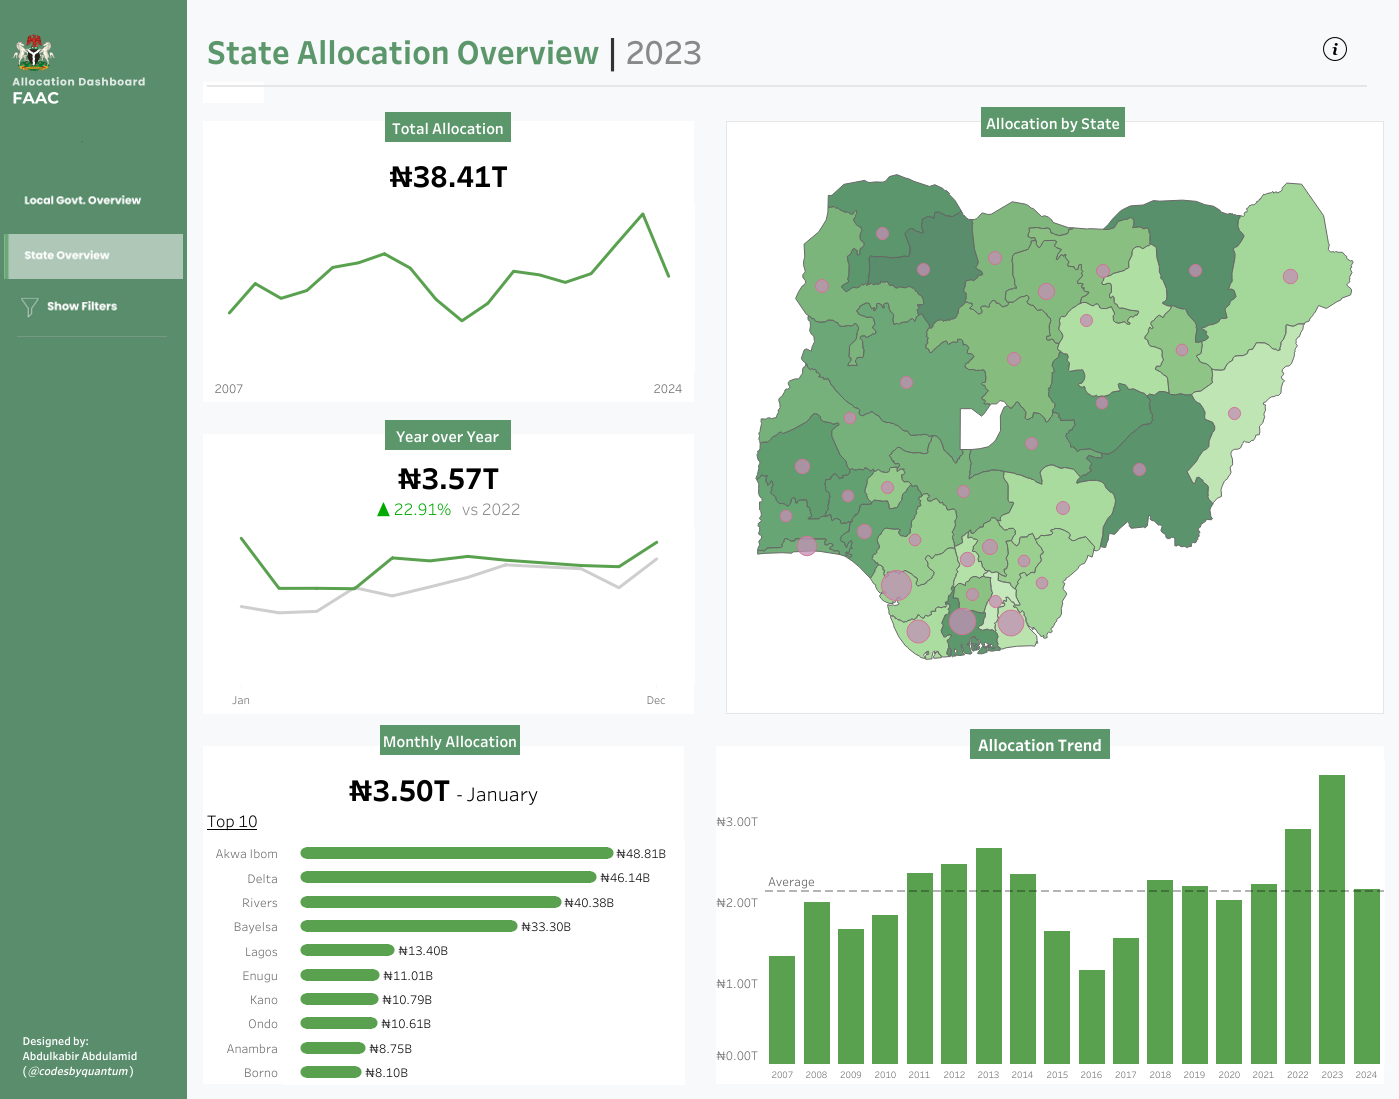 Allocation Dashboard
FAAC
Local Govt. Overview
State Overview
Show Filters
Designed by:
Abdulkabir Abdulamid
(@codesbyquantum)
State Allocation Overview | 2023
i
Total Allocation
₦38.41T
2007
2024
Year over Year
₦3.57T
▲ 22.91% vs 2022
Jan
Dec
Monthly Allocation
₦3.50T - January
Top 10
Akwa Ibom ₦48.81B
Delta ₦46.14B
Rivers ₦40.38B
Bayelsa ₦33.30B
Lagos ₦13.40B
Enugu ₦11.01B
Kano ₦10.79B
Ondo ₦10.61B
Anambra ₦8.75B
Borno ₦8.10B
Allocation by State
Allocation Trend
₦3.00T
Average
₦2.00T
₦1.00T
₦0.00T
2007 2008 2009 2010 2011 2012 2013 2014 2015 2016 2017 2018 2019 2020 2021 2022 2023 2024